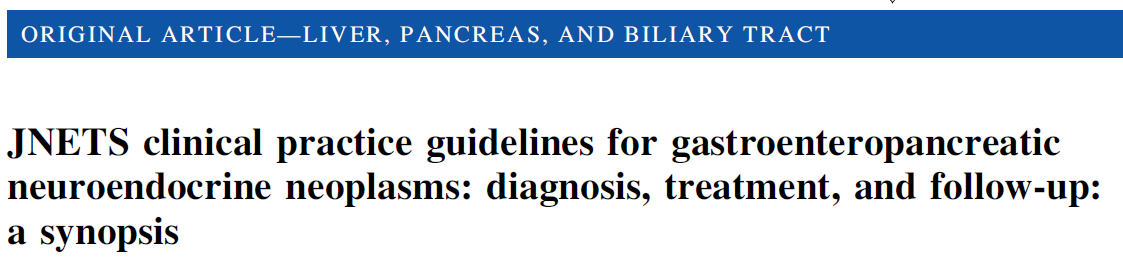 ORIGINAL ARTICLE—LIVER, PANCREAS, AND BILIARY TRACT
JNETS clinical practice guidelines for gastroenteropancreatic
neuroendocrine neoplasms: diagnosis, treatment, and follow-up:
a synopsis